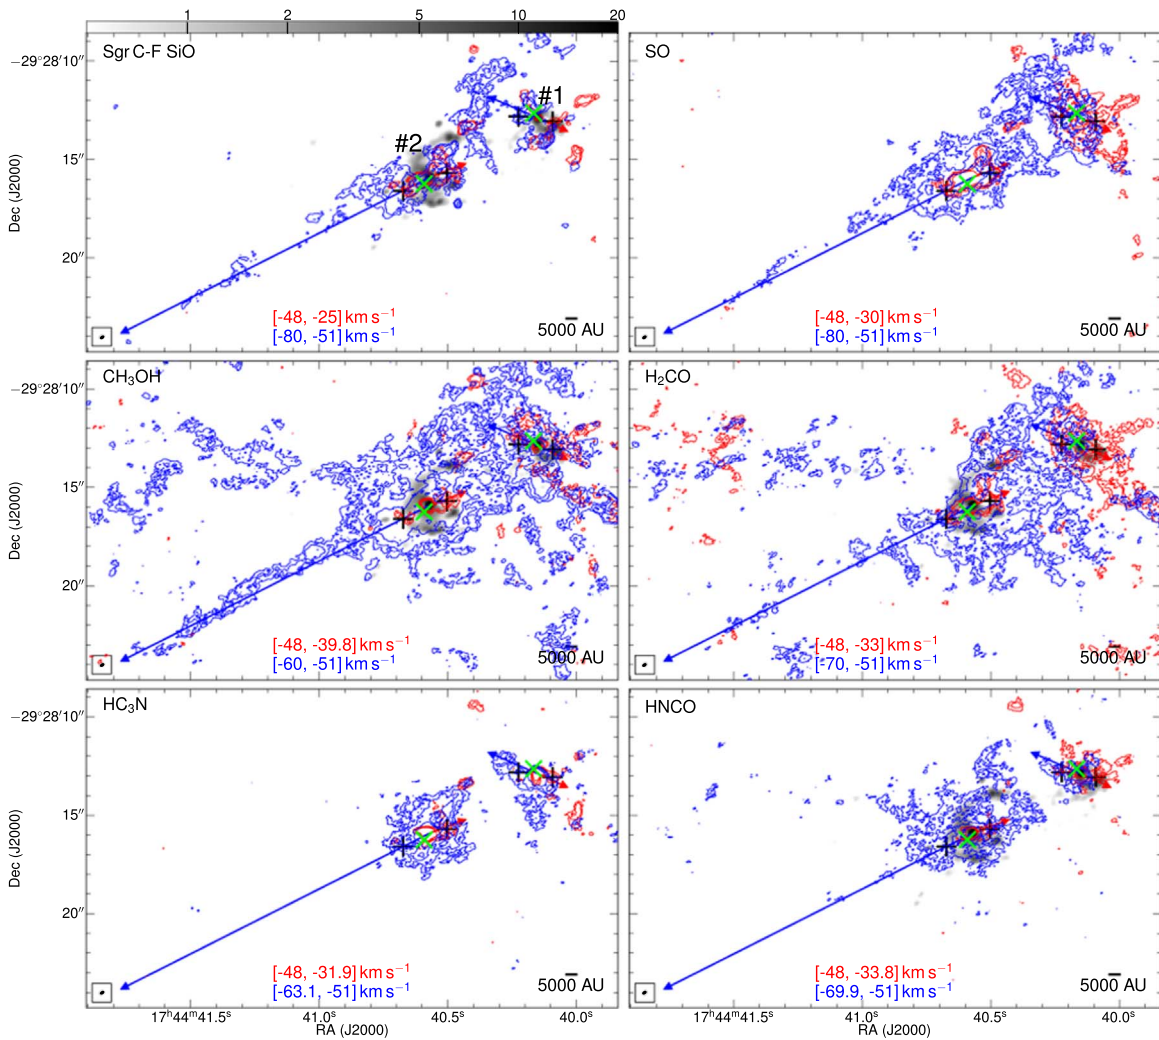 1 2 5 10 20
Sgr C-F SiO
SO
#1
#2
−29°28′10″
15″
20″
Dec (J2000)
[-48, -25] km s⁻¹
[-80, -51] km s⁻¹
5000 AU
[-48, -30] km s⁻¹
[-80, -51] km s⁻¹
5000 AU
CH₃OH
H₂CO
−29°28′10″
15″
20″
Dec (J2000)
[-48, -39.8] km s⁻¹
[-60, -51] km s⁻¹
5000 AU
[-48, -33] km s⁻¹
[-70, -51] km s⁻¹
5000 AU
HC₃N
HNCO
−29°28′10″
15″
20″
Dec (J2000)
[-48, -31.9] km s⁻¹
[-63.1, -51] km s⁻¹
5000 AU
[-48, -33.8] km s⁻¹
[-69.9, -51] km s⁻¹
5000 AU
17ʰ44ᵐ41.5ˢ 41.0ˢ 40.5ˢ 40.0ˢ
RA (J2000)
17ʰ44ᵐ41.5ˢ 41.0ˢ 40.5ˢ 40.0ˢ
RA (J2000)